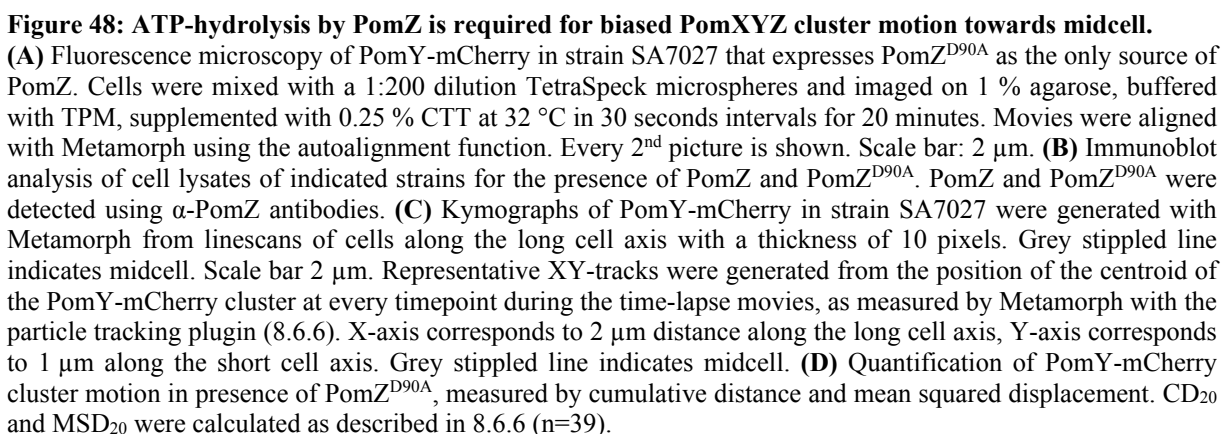 Figure 48: ATP-hydrolysis by PomZ is required for biased PomXYZ cluster motion towards midcell.
(A) Fluorescence microscopy of PomY-mCherry in strain SA7027 that expresses PomZᴰ⁹⁰ᴬ as the only source of
PomZ. Cells were mixed with a 1:200 dilution TetraSpeck microspheres and imaged on 1 % agarose, buffered
with TPM, supplemented with 0.25 % CTT at 32 °C in 30 seconds intervals for 20 minutes. Movies were aligned
with Metamorph using the autoalignment function. Every 2ⁿᵈ picture is shown. Scale bar: 2 µm. (B) Immunoblot
analysis of cell lysates of indicated strains for the presence of PomZ and PomZᴰ⁹⁰ᴬ. PomZ and PomZᴰ⁹⁰ᴬ were
detected using α-PomZ antibodies. (C) Kymographs of PomY-mCherry in strain SA7027 were generated with
Metamorph from linescans of cells along the long cell axis with a thickness of 10 pixels. Grey stippled line
indicates midcell. Scale bar 2 µm. Representative XY-tracks were generated from the position of the centroid of
the PomY-mCherry cluster at every timepoint during the time-lapse movies, as measured by Metamorph with the
particle tracking plugin (8.6.6). X-axis corresponds to 2 µm distance along the long cell axis, Y-axis corresponds
to 1 µm along the short cell axis. Grey stippled line indicates midcell. (D) Quantification of PomY-mCherry
cluster motion in presence of PomZᴰ⁹⁰ᴬ, measured by cumulative distance and mean squared displacement. CD₂₀
and MSD₂₀ were calculated as described in 8.6.6 (n=39).